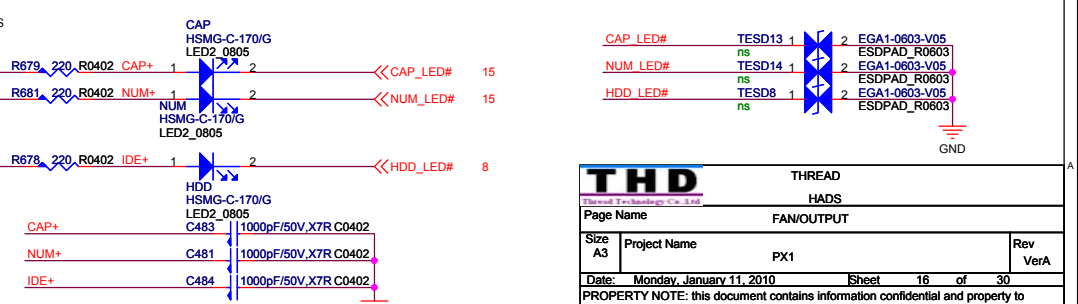 S
CAP
HSMG-C-170/G
LED2_0805
R679 220 R0402 CAP+ 1 2 CAP_LED# 15
R681 220 R0402 NUM+ 1 2 NUM_LED# 15
NUM
HSMG-C-170/G
LED2_0805
R678 220 R0402 IDE+ 1 2 HDD_LED# 8
HDD
HSMG-C-170/G
LED2_0805
CAP+ C483 1000pF/50V,X7R C0402
NUM+ C481 1000pF/50V,X7R C0402
IDE+ C484 1000pF/50V,X7R C0402
CAP_LED# TESD13 1 2 EGA1-0603-V05
ns ESDPAD_R0603
NUM_LED# TESD14 1 2 EGA1-0603-V05
ns ESDPAD_R0603
HDD_LED# TESD8 1 2 EGA1-0603-V05
ns ESDPAD_R0603
GND
A
THD
Thread Technology Co.,Ltd
THREAD
HADS
Page Name FAN/OUTPUT
Size A3
Project Name PX1
Rev VerA
Date: Monday, January 11, 2010 Sheet 16 of 30
PROPERTY NOTE: this document contains information confidential and property to